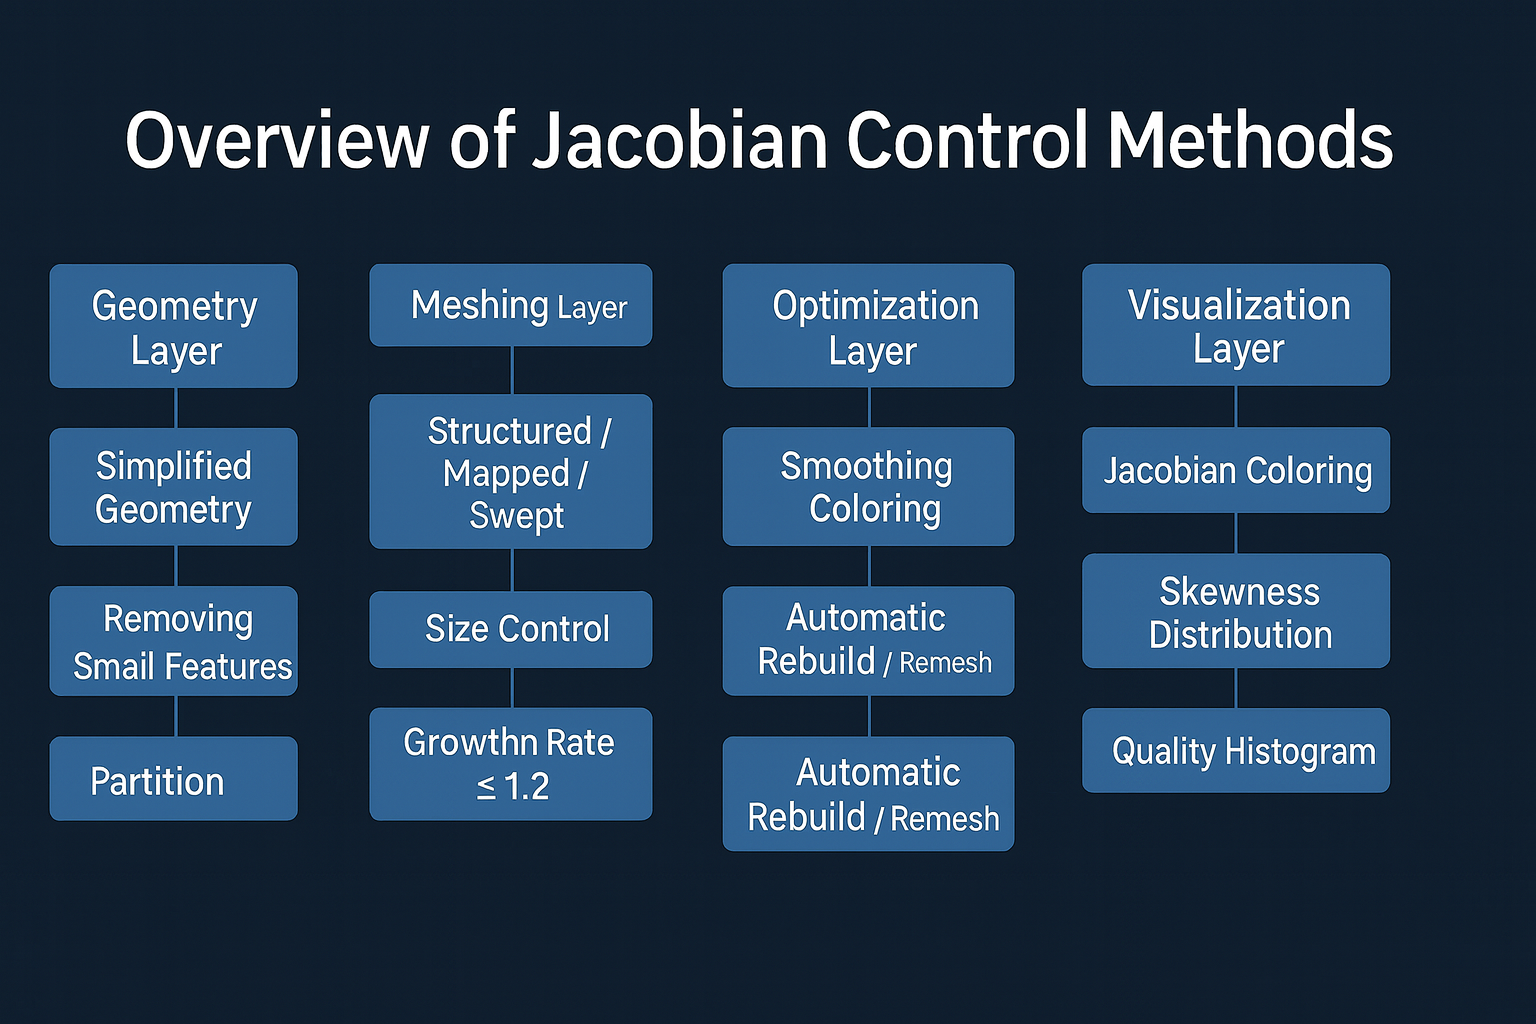 Overview of Jacobian Control Methods
Geometry
Layer
Simplified
Geometry
Removing
Smail Features
Partition
Meshing Layer
Structured /
Mapped /
Swept
Size Control
Growthn Rate
≤ 1.2
Optimization
Layer
Smoothing
Coloring
Automatic
Rebuild / Remesh
Automatic
Rebuild / Remesh
Visualization
Layer
Jacobian Coloring
Skewness
Distribution
Quality Histogram